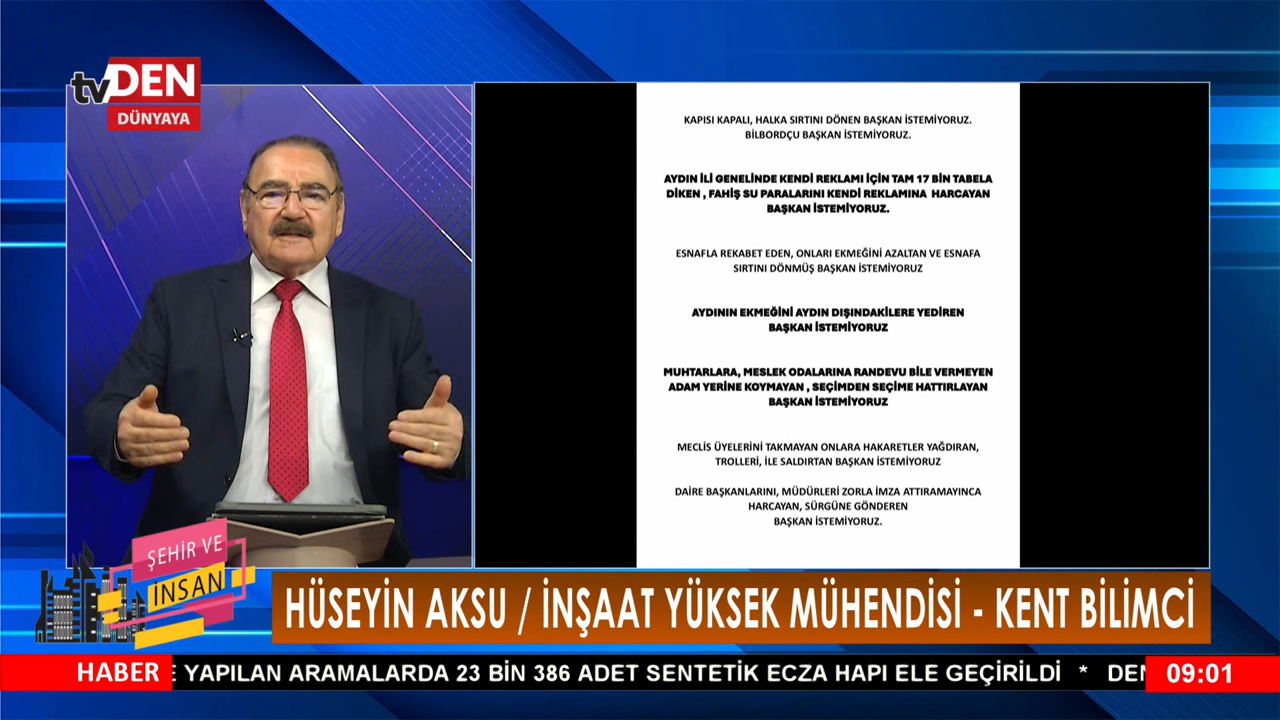 tvDEN
DÜNYAYA
KAPISI KAPALI, HALKA SIRTINI DÖNEN BAŞKAN İSTEMİYORUZ.
BİLBORDÇU BAŞKAN İSTEMİYORUZ.
AYDIN İLİ GENELINDE KENDİ REKLAMI İÇİN TAM 17 BİN TABELA
DİKEN , FAHİŞ SU PARALARINI KENDİ REKLAMINA HARCAYAN
BAŞKAN İSTEMİYORUZ.
ESNAFLA REKABET EDEN, ONLARI EKMEĞİNİ AZALTAN VE ESNAFA
SIRTINI DÖNMÜŞ BAŞKAN İSTEMİYORUZ
AYDININ EKMEĞİNİ AYDIN DIŞINDAKİLERE YEDİREN
BAŞKAN İSTEMİYORUZ
MUHTARLARA, MESLEK ODALARINA RANDEVU BİLE VERMEYEN
ADAM YERİNE KOYMAYAN , SEÇİMDEN SEÇİME HATTIRLAYAN
BAŞKAN İSTEMİYORUZ
MECLİS ÜYELERİNİ TAKMAYAN ONLARA HAKARETLER YAĞDIRAN,
TROLLERİ, İLE SALDIRTAN BAŞKAN İSTEMİYORUZ
DAİRE BAŞKANLARINI, MÜDÜRLERİ ZORLA İMZA ATTIRAMAYINCA
HARCAYAN, SÜRGÜNE GÖNDEREN
BAŞKAN İSTEMİYORUZ.
ŞEHİR VE
İNSAN
HÜSEYİN AKSU / İNŞAAT YÜKSEK MÜHENDİSİ - KENT BİLİMCİ
HABER E YAPILAN ARAMALARDA 23 BİN 386 ADET SENTETİK ECZA HAPI ELE GEÇİRİLDİ * DEN 09:01